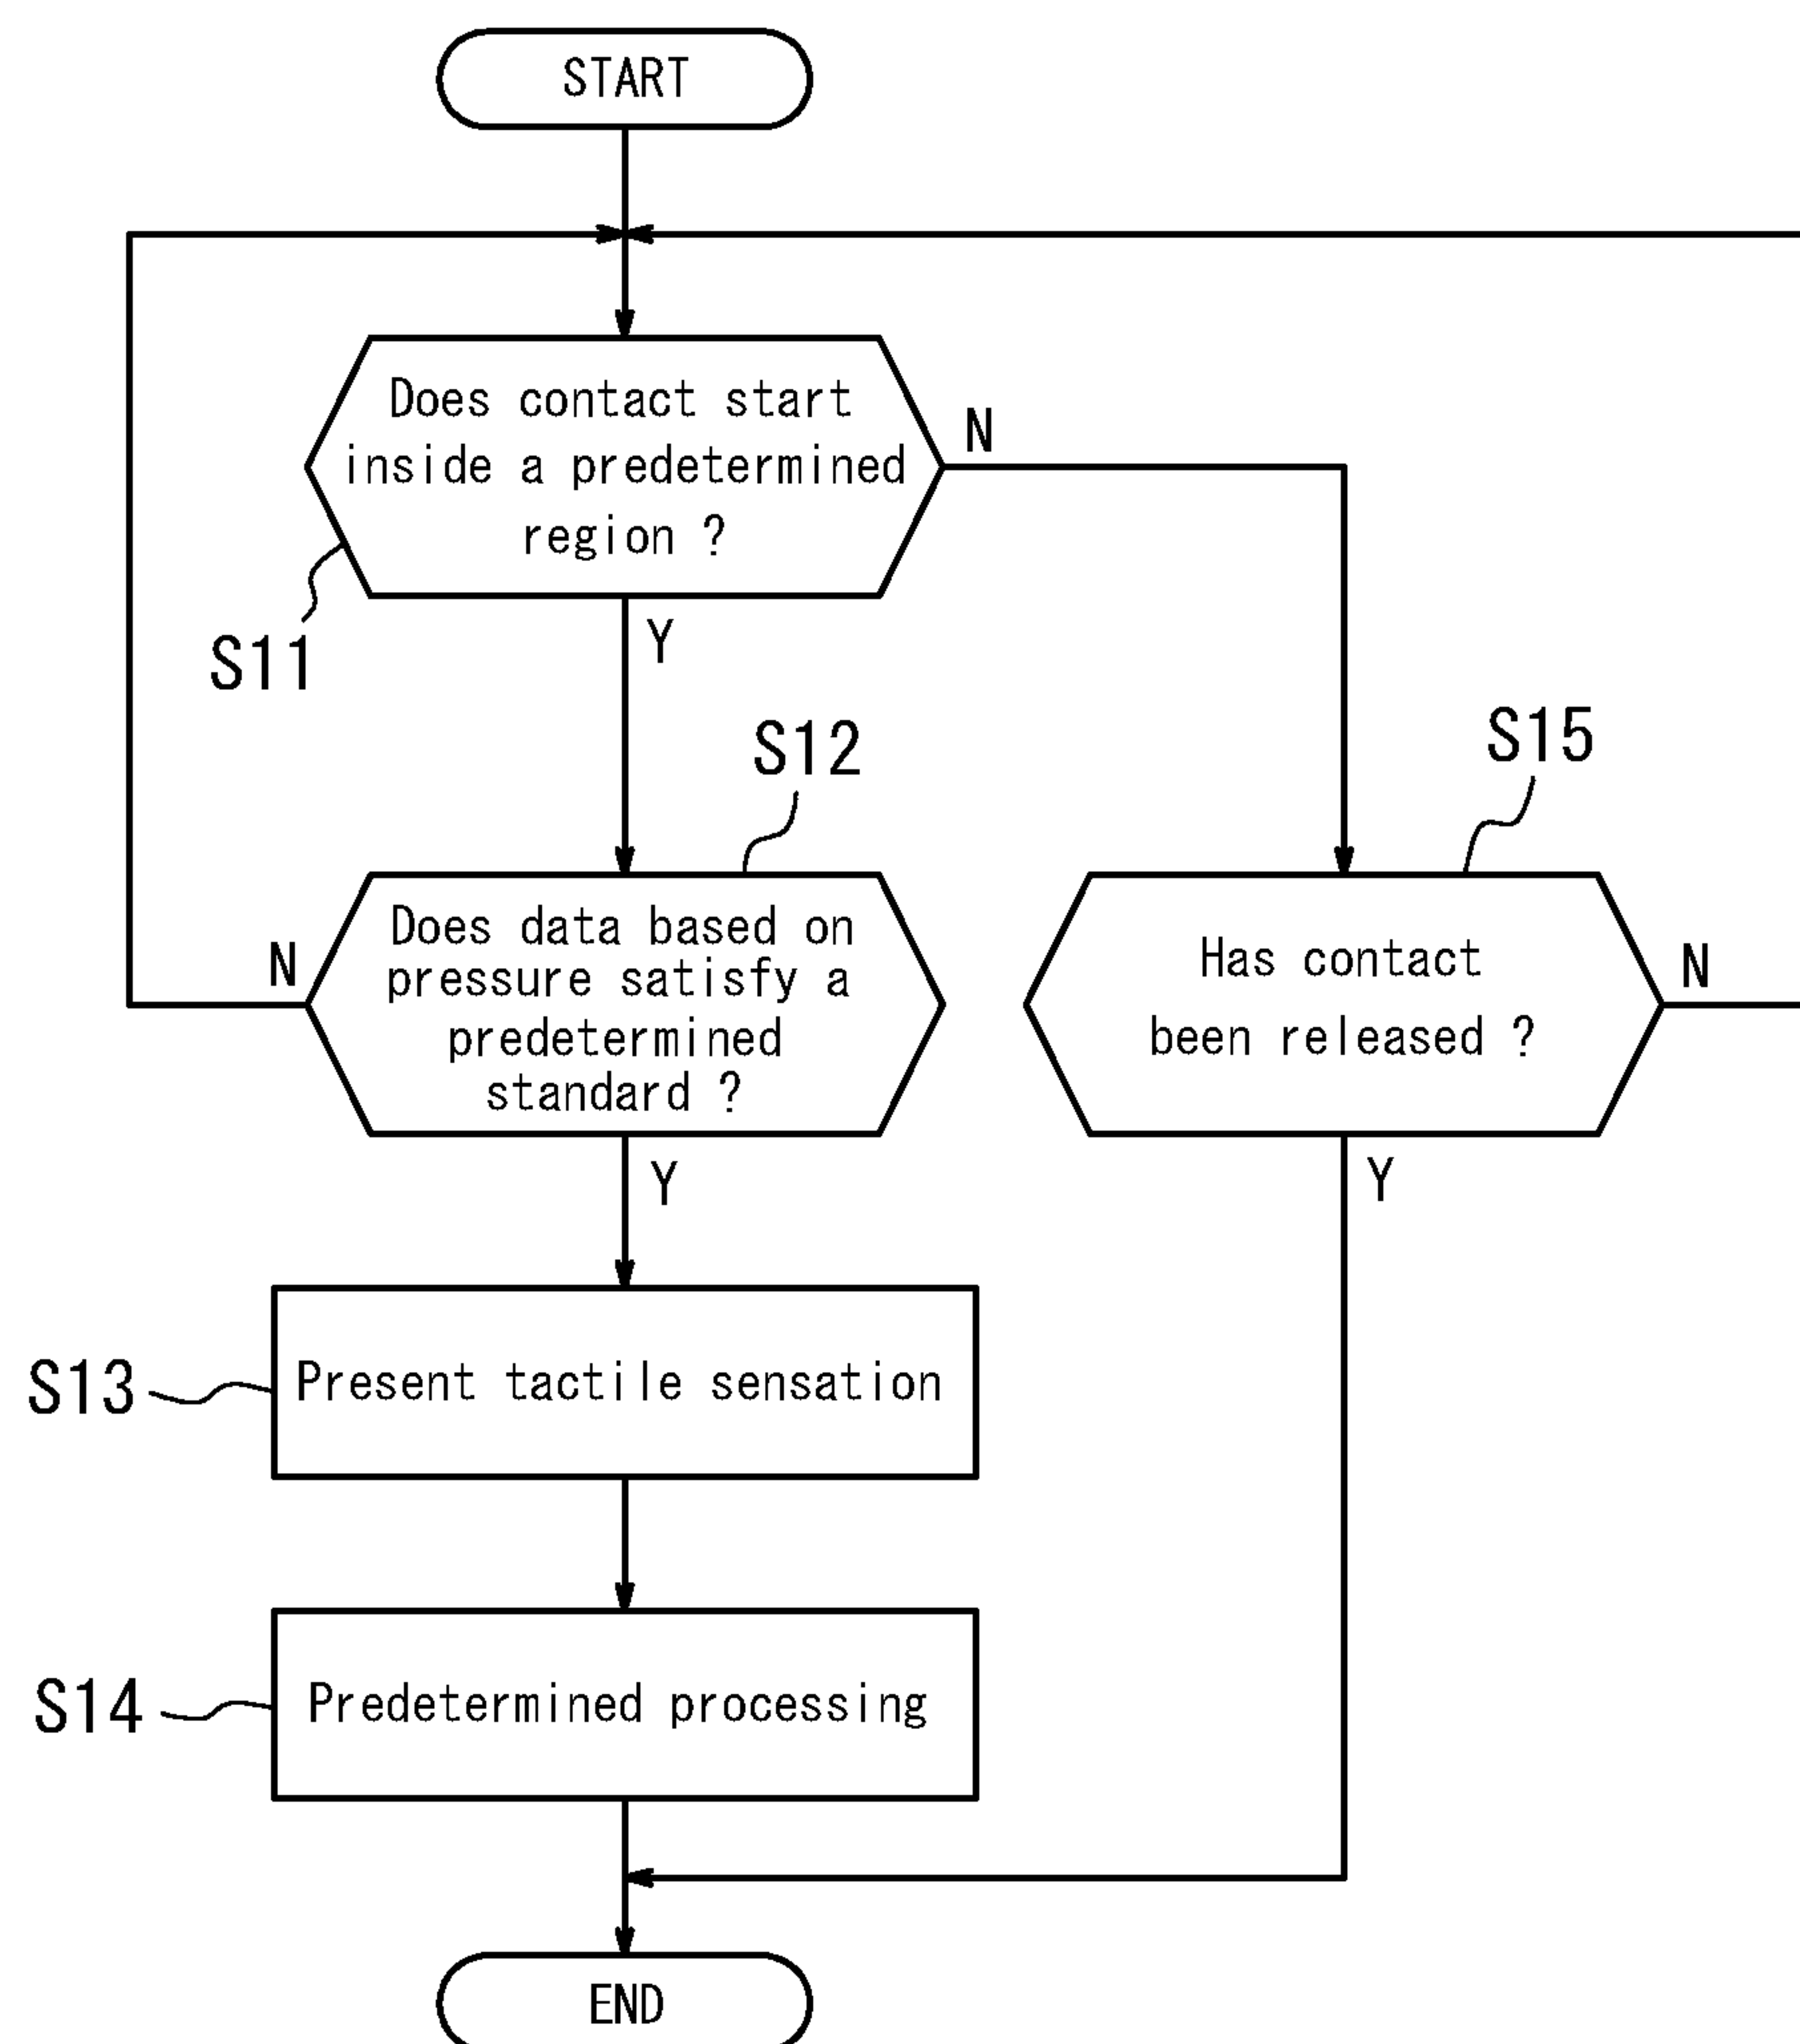 START
Does contact start
inside a predetermined
region ?
N
S11
Y
S12
S15
Does data based on
pressure satisfy a
predetermined
standard ?
N
Has contact
been released ?
N
Y
Y
S13
Present tactile sensation
S14
Predetermined processing
END